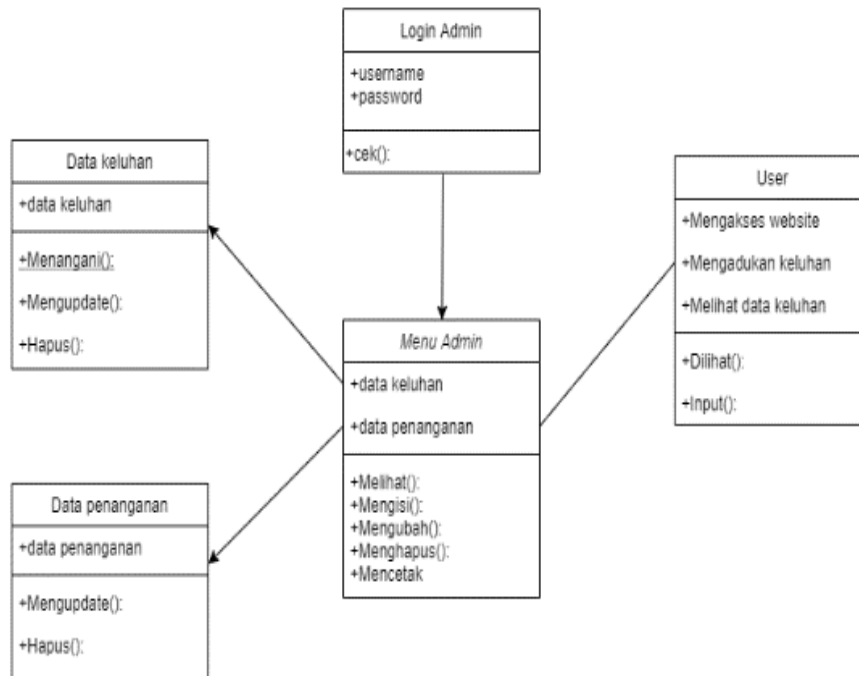 Login Admin
+username
+password
+cek():
Data keluhan
+data keluhan
+Menangani():
+Mengupdate():
+Hapus():
User
+Mengakses website
+Mengadukan keluhan
+Melihat data keluhan
+Dilihat():
+Input():
Menu Admin
+data keluhan
+data penanganan
+Melihat():
+Mengisi():
+Mengubah():
+Menghapus():
+Mencetak
Data penanganan
+data penanganan
+Mengupdate():
+Hapus():